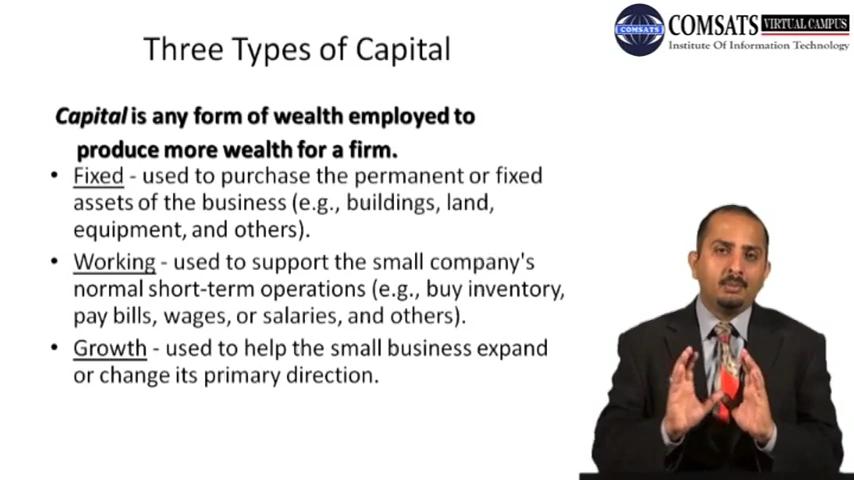 Three Types of Capital
COMSATS
COMSATS VIRTUAL CAMPUS
Institute Of Information Technology
Capital is any form of wealth employed to
produce more wealth for a firm.
• Fixed - used to purchase the permanent or fixed
assets of the business (e.g., buildings, land,
equipment, and others).
• Working - used to support the small company's
normal short-term operations (e.g., buy inventory,
pay bills, wages, or salaries, and others).
• Growth - used to help the small business expand
or change its primary direction.